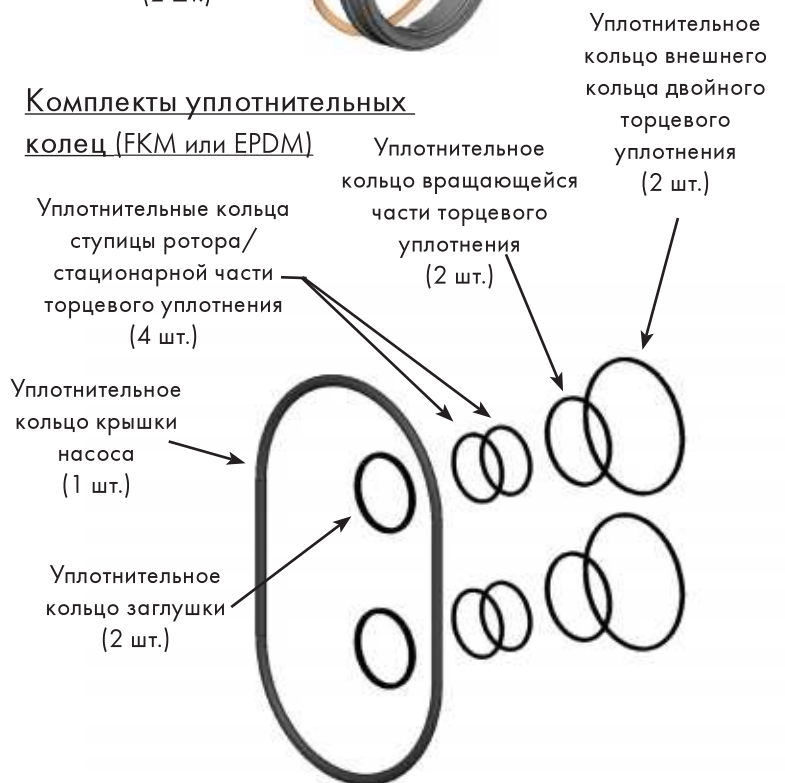 Уплотнительное
кольцо внешнего
кольца двойного
торцевого
уплотнения
(2 шт.)
Комплекты уплотнительных
колец (FKM или EPDM)
Уплотнительное
кольцо вращающейся
части торцевого
уплотнения
(2 шт.)
Уплотнительные кольца
ступицы ротора/
стационарной части
торцевого уплотнения
(4 шт.)
Уплотнительное
кольцо крышки
насоса
(1 шт.)
Уплотнительное
кольцо заглушки
(2 шт.)